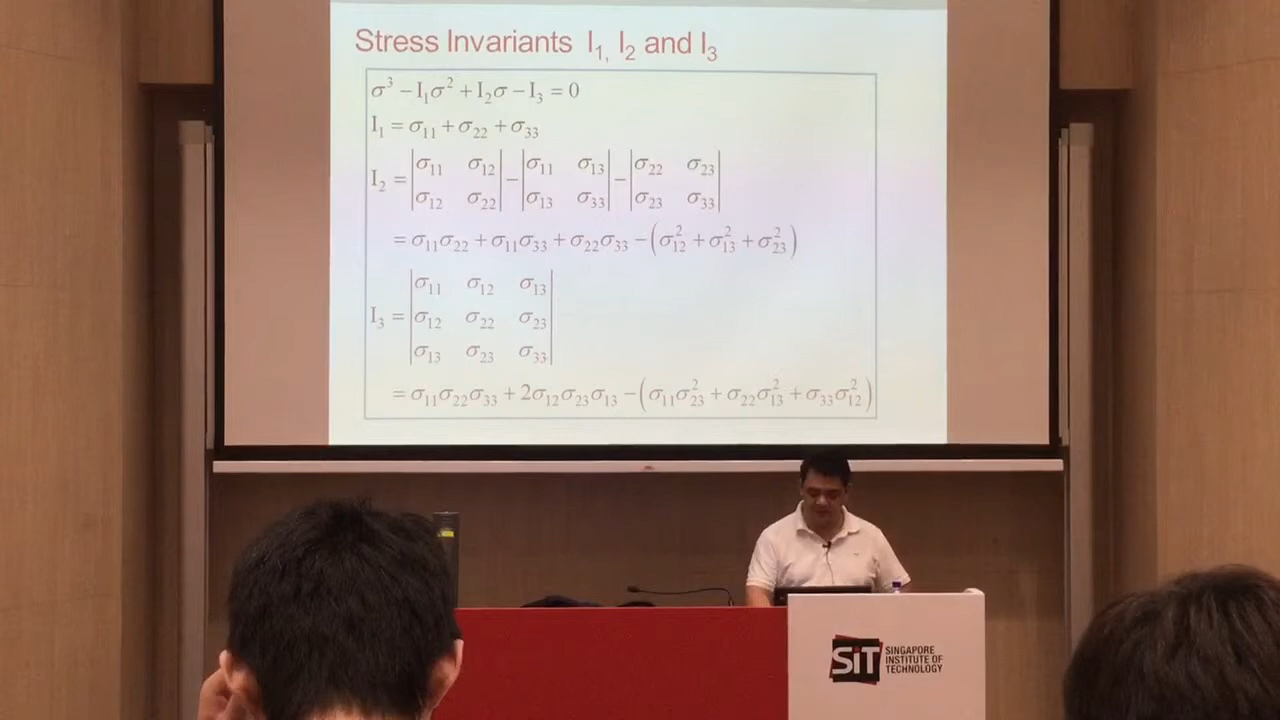 Stress Invariants I₁, I₂ and I₃
σ³ − I₁σ² + I₂σ − I₃ = 0
I₁ = σ₁₁ + σ₂₂ + σ₃₃
I₂ = |σ₁₁ σ₁₂; σ₁₂ σ₂₂| − |σ₁₁ σ₁₃; σ₁₃ σ₃₃| − |σ₂₂ σ₂₃; σ₂₃ σ₃₃|
= σ₁₁σ₂₂ + σ₁₁σ₃₃ + σ₂₂σ₃₃ − (σ₁₂² + σ₁₃² + σ₂₃²)
I₃ = |σ₁₁ σ₁₂ σ₁₃; σ₁₂ σ₂₂ σ₂₃; σ₁₃ σ₂₃ σ₃₃|
= σ₁₁σ₂₂σ₃₃ + 2σ₁₂σ₂₃σ₁₃ − (σ₁₁σ₂₃² + σ₂₂σ₁₃² + σ₃₃σ₁₂²)
SiT
SINGAPORE
INSTITUTE OF
TECHNOLOGY